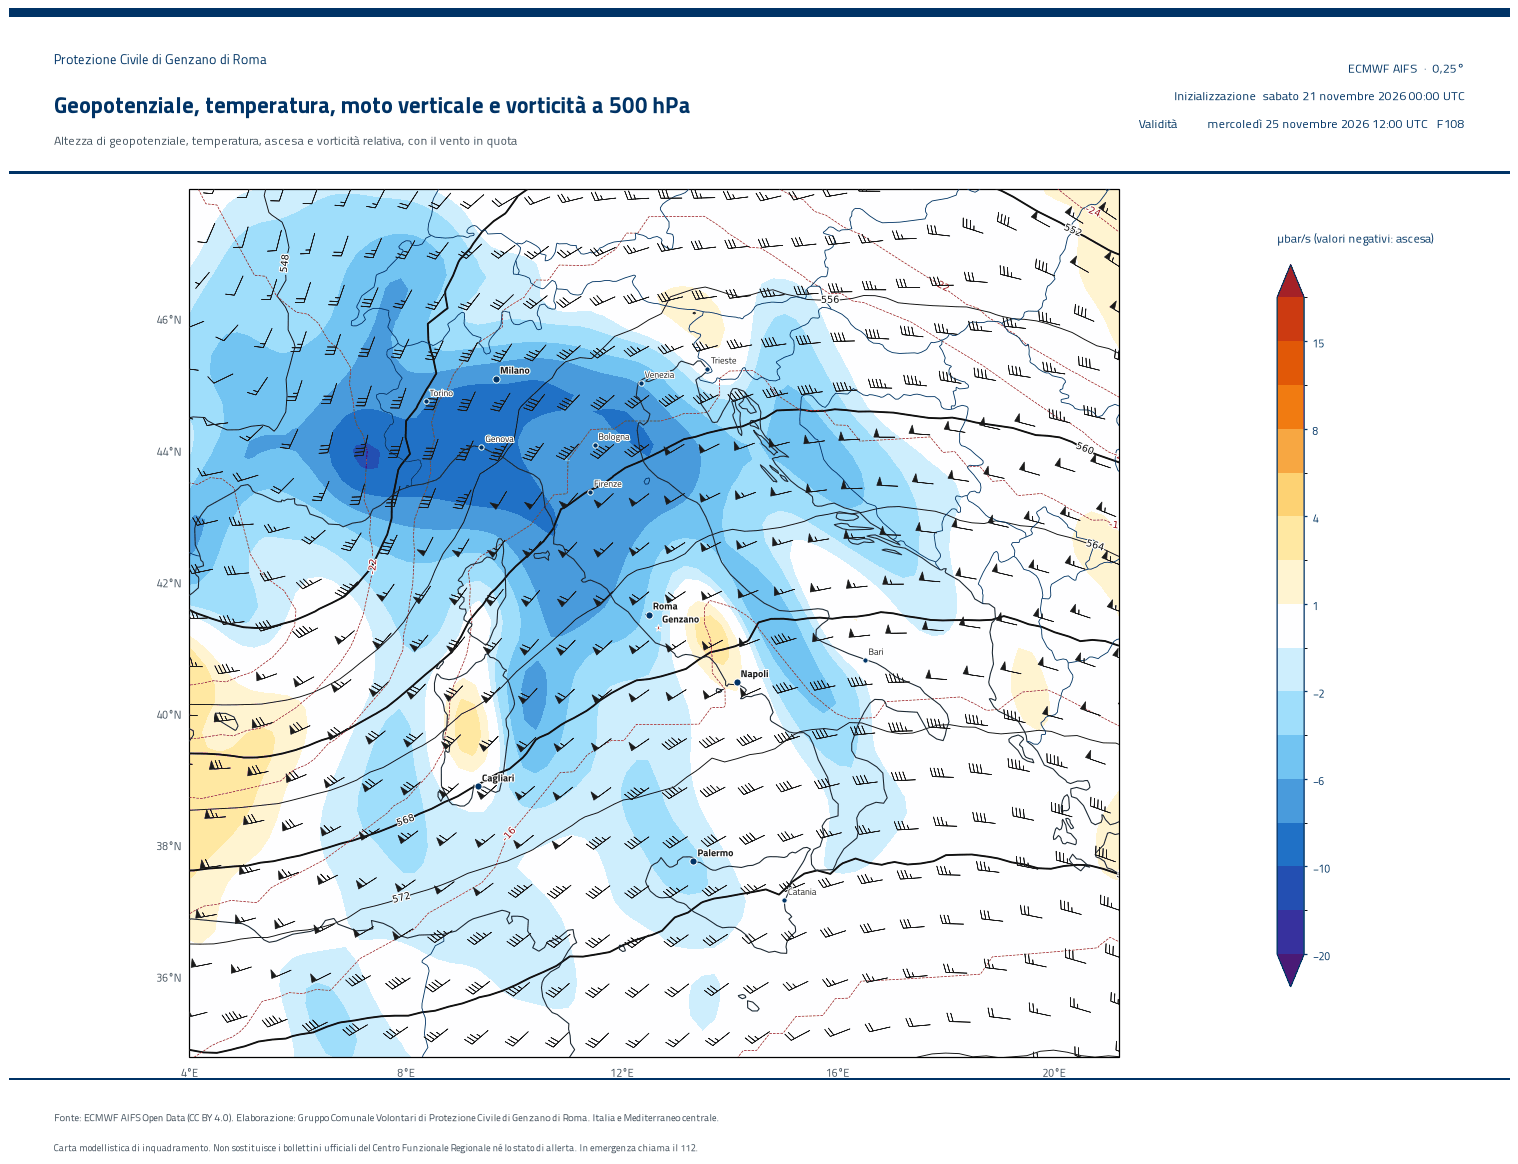 Protezione Civile di Genzano di Roma
Geopotenziale, temperatura, moto verticale e vorticità a 500 hPa
Altezza di geopotenziale, temperatura, ascesa e vorticità relativa, con il vento in quota
ECMWF AIFS · 0,25°
Inizializzazione sabato 21 novembre 2026 00:00 UTC
Validità mercoledì 25 novembre 2026 12:00 UTC F108
µbar/s (valori negativi: ascesa)
15
8
4
1
−2
−6
−10
−20
-24
552
548
-22
556
46°N
Trieste
Milano
Venezia
Torino
Bologna
Genova
560
44°N
Firenze
-1
564
-22
42°N
Roma
Genzano
Bari
Napoli
40°N
Cagliari
568
-16
38°N
Palermo
572
Catania
36°N
4°E
8°E
12°E
16°E
20°E
Fonte: ECMWF AIFS Open Data (CC BY 4.0). Elaborazione: Gruppo Comunale Volontari di Protezione Civile di Genzano di Roma. Italia e Mediterraneo centrale.
Carta modellistica di inquadramento. Non sostituisce i bollettini ufficiali del Centro Funzionale Regionale né lo stato di allerta. In emergenza chiama il 112.